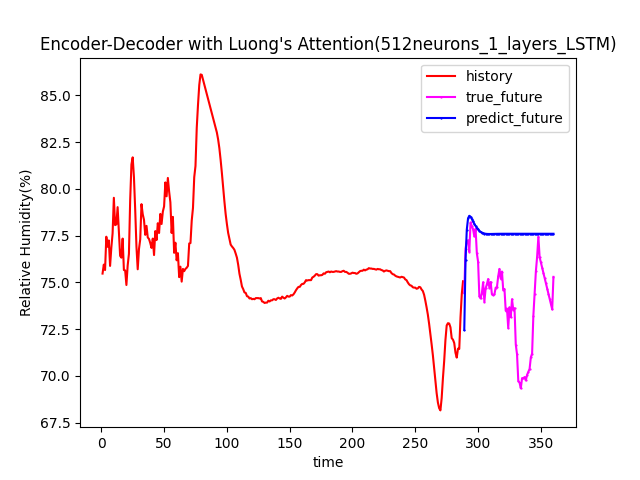 Encoder-Decoder with Luong's Attention(512neurons_1_layers_LSTM)
history
true_future
predict_future
Relative Humidity(%)
85.0
82.5
80.0
77.5
75.0
72.5
70.0
67.5
0 50 100 150 200 250 300 350
time